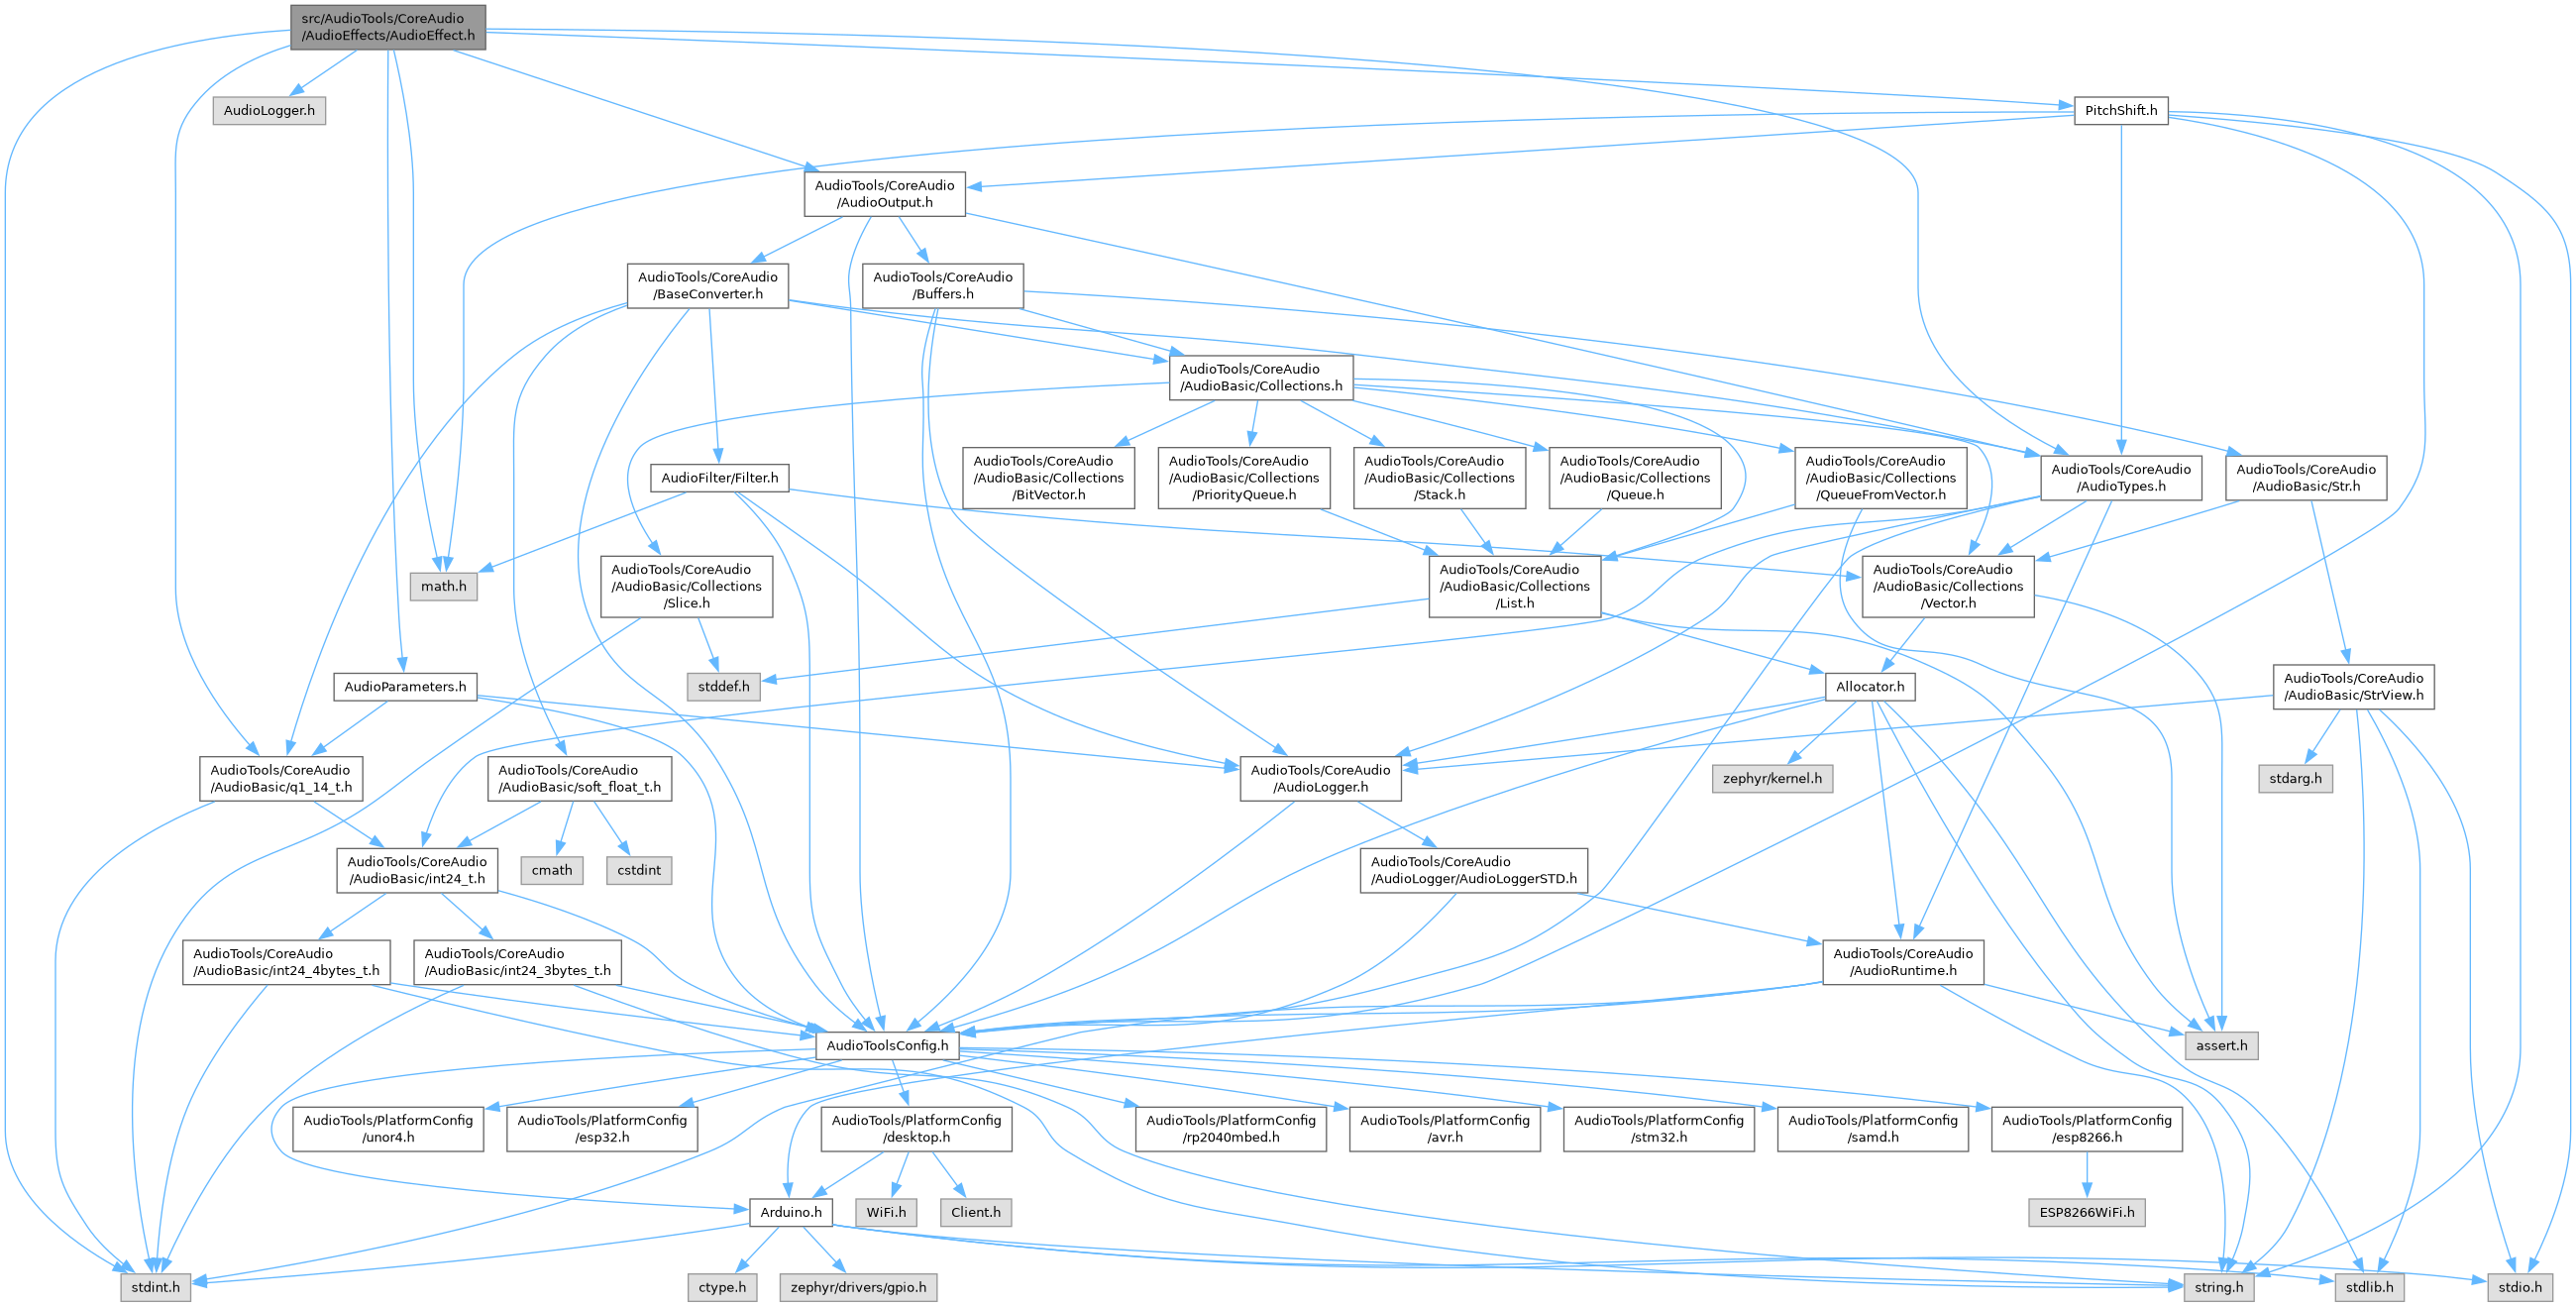 src/AudioTools/CoreAudio
/AudioEffects/AudioEffect.h
AudioLogger.h
PitchShift.h
AudioTools/CoreAudio
/AudioOutput.h
AudioTools/CoreAudio
/BaseConverter.h
AudioTools/CoreAudio
/Buffers.h
AudioTools/CoreAudio
/AudioBasic/Collections.h
AudioFilter/Filter.h
AudioTools/CoreAudio
/AudioBasic/Collections
/BitVector.h
AudioTools/CoreAudio
/AudioBasic/Collections
/PriorityQueue.h
AudioTools/CoreAudio
/AudioBasic/Collections
/Stack.h
AudioTools/CoreAudio
/AudioBasic/Collections
/Queue.h
AudioTools/CoreAudio
/AudioBasic/Collections
/QueueFromVector.h
AudioTools/CoreAudio
/AudioTypes.h
AudioTools/CoreAudio
/AudioBasic/Str.h
math.h
AudioTools/CoreAudio
/AudioBasic/Collections
/Slice.h
AudioTools/CoreAudio
/AudioBasic/Collections
/List.h
AudioTools/CoreAudio
/AudioBasic/Collections
/Vector.h
AudioParameters.h
stddef.h
Allocator.h
AudioTools/CoreAudio
/AudioBasic/StrView.h
AudioTools/CoreAudio
/AudioBasic/q1_14_t.h
AudioTools/CoreAudio
/AudioBasic/soft_float_t.h
AudioTools/CoreAudio
/AudioLogger.h
zephyr/kernel.h
stdarg.h
AudioTools/CoreAudio
/AudioBasic/int24_t.h
cmath
cstdint
AudioTools/CoreAudio
/AudioLogger/AudioLoggerSTD.h
AudioTools/CoreAudio
/AudioBasic/int24_4bytes_t.h
AudioTools/CoreAudio
/AudioBasic/int24_3bytes_t.h
AudioTools/CoreAudio
/AudioRuntime.h
AudioToolsConfig.h
assert.h
AudioTools/PlatformConfig
/unor4.h
AudioTools/PlatformConfig
/esp32.h
AudioTools/PlatformConfig
/desktop.h
AudioTools/PlatformConfig
/rp2040mbed.h
AudioTools/PlatformConfig
/avr.h
AudioTools/PlatformConfig
/stm32.h
AudioTools/PlatformConfig
/samd.h
AudioTools/PlatformConfig
/esp8266.h
Arduino.h
WiFi.h
Client.h
ESP8266WiFi.h
stdint.h
ctype.h
zephyr/drivers/gpio.h
string.h
stdlib.h
stdio.h